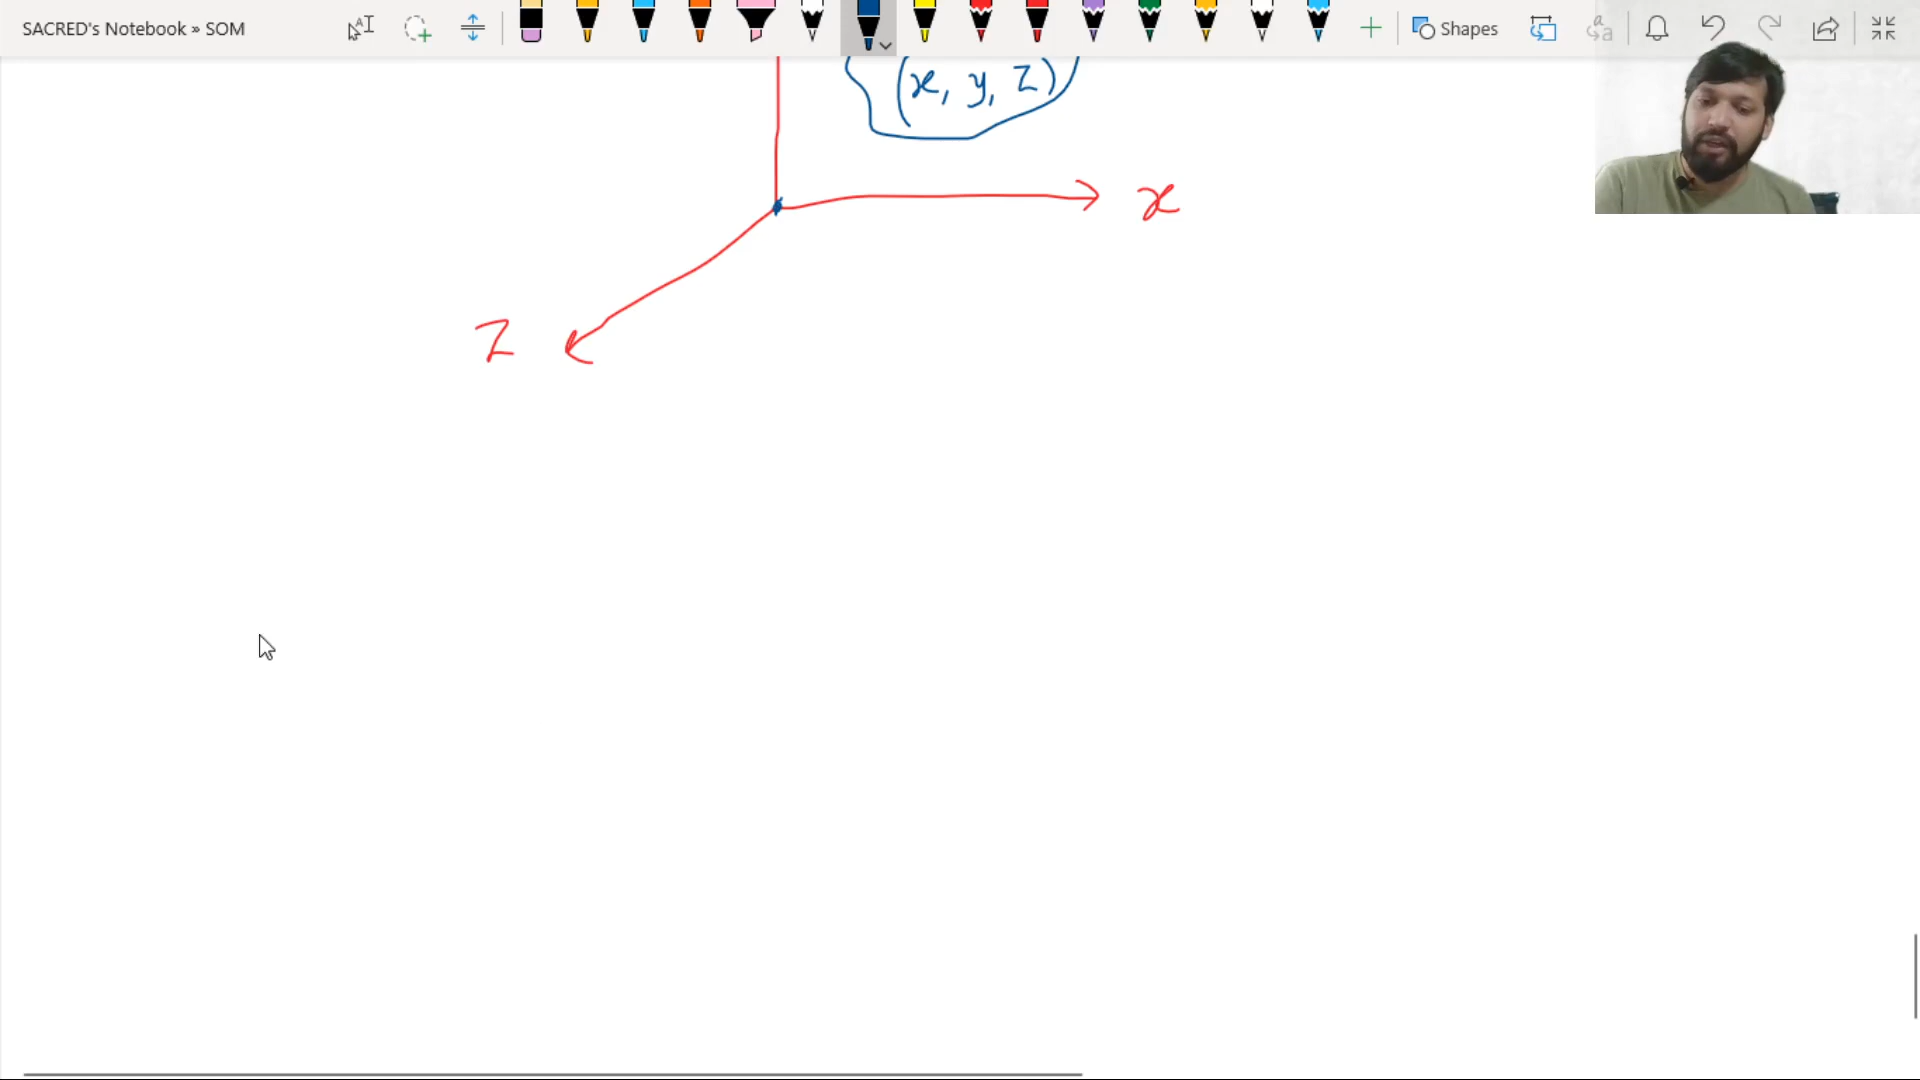 SACRED's Notebook » SOM
Shapes
(x, y, z)
x
z